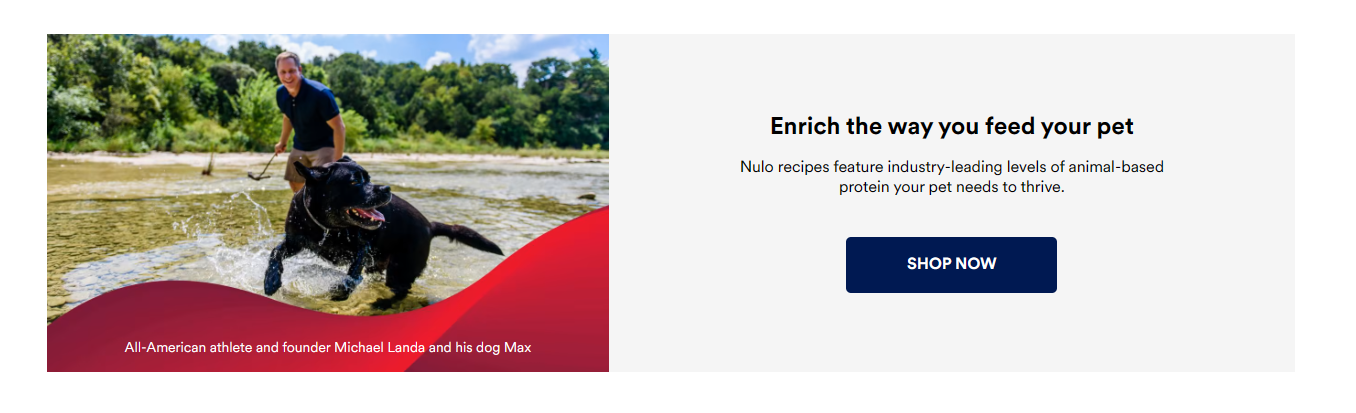 Enrich the way you feed your pet
Nulo recipes feature industry-leading levels of animal-based
protein your pet needs to thrive.
SHOP NOW
All-American athlete and founder Michael Landa and his dog Max